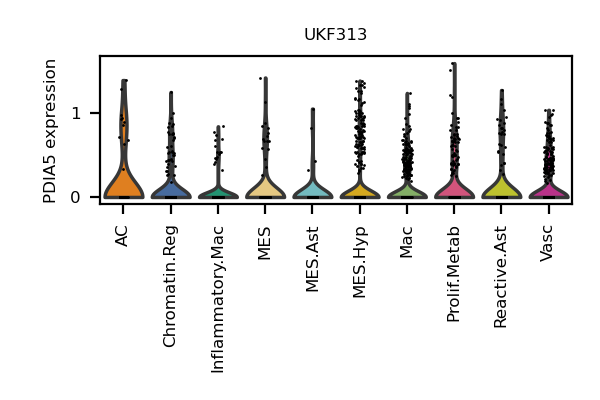 UKF313
PDIA5 expression
1
0
AC
Chromatin.Reg
Inflammatory.Mac
MES
MES.Ast
MES.Hyp
Mac
Prolif.Metab
Reactive.Ast
Vasc